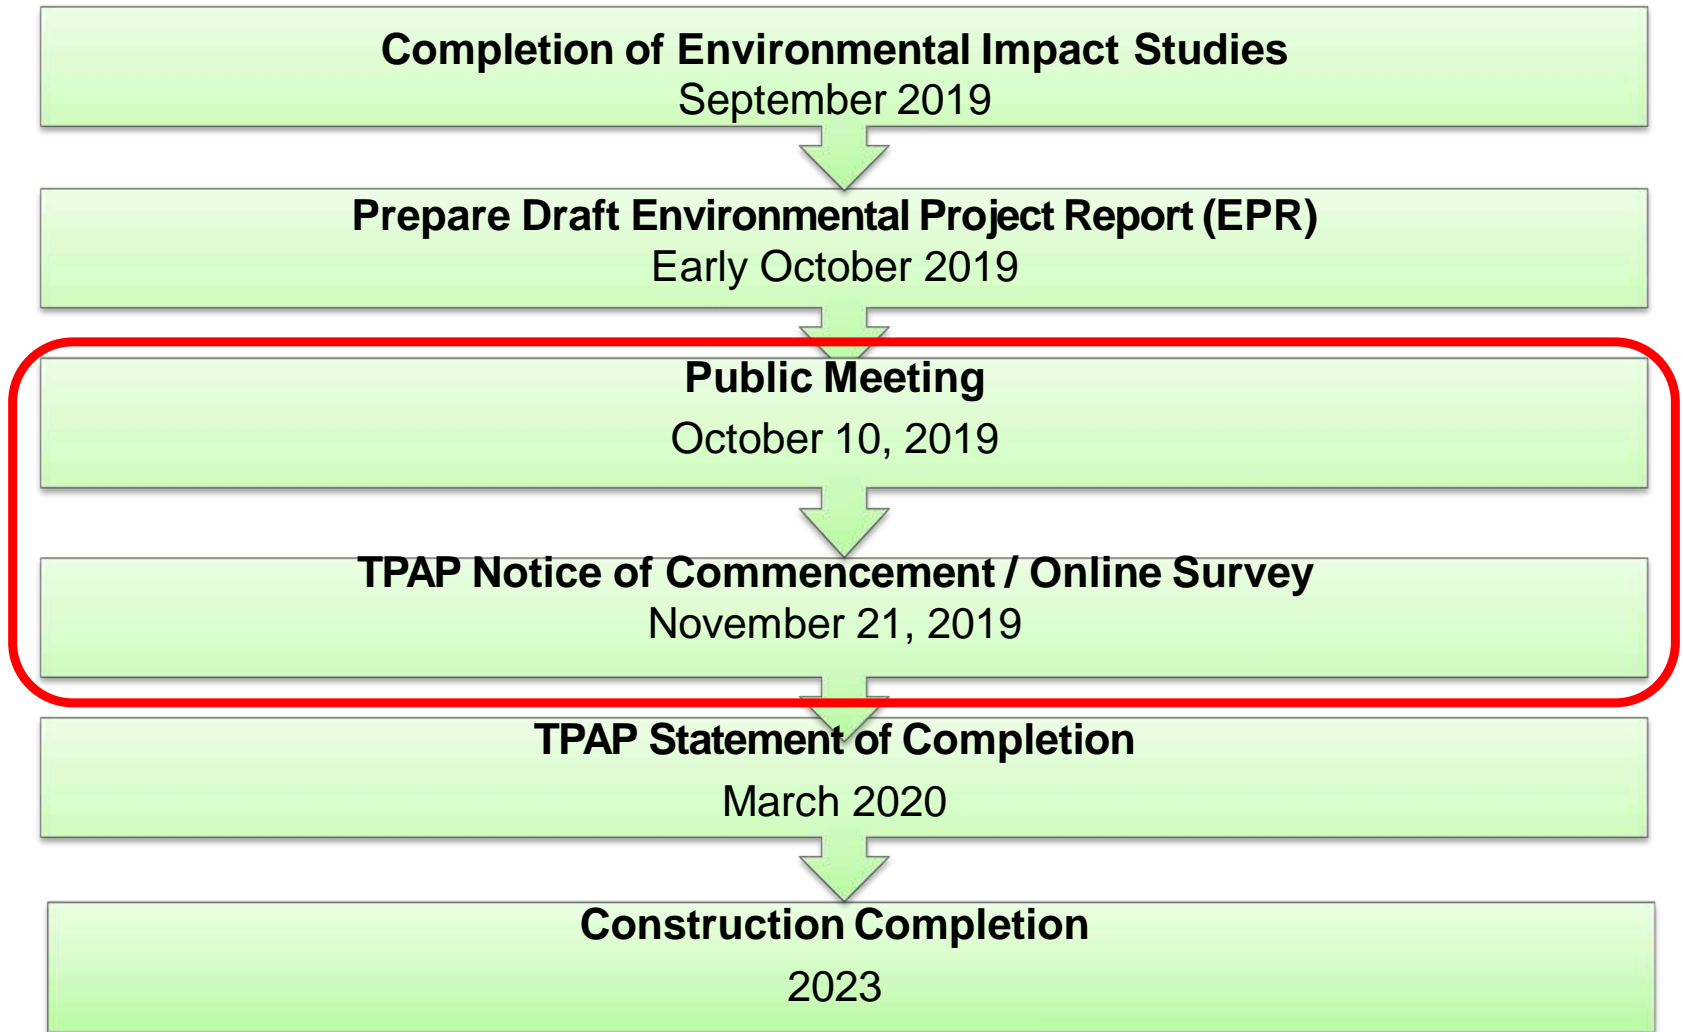 Completion of Environmental Impact Studies
September 2019
Prepare Draft Environmental Project Report (EPR)
Early October 2019
Public Meeting
October 10, 2019
TPAP Notice of Commencement / Online Survey
November 21, 2019
TPAP Statement of Completion
March 2020
Construction Completion
2023